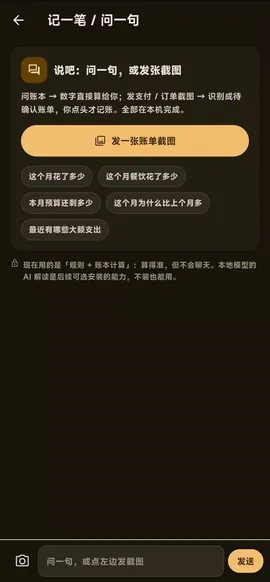 记一笔 / 问一句
说吧：问一句，或发张截图
问账本 → 数字直接算给你；发支付 / 订单截图 → 识别成待
确认账单，你点头才记账。全部在本机完成。
发一张账单截图
这个月花了多少
这个月餐饮花了多少
本月预算还剩多少
这个月为什么比上个月多
最近有哪些大额支出
现在用的是「规则 + 账本计算」：算得准，但不会聊天。本地模型的
AI 解读是后续可选安装的能力，不装也能用。
问一句，或点左边发截图
发送